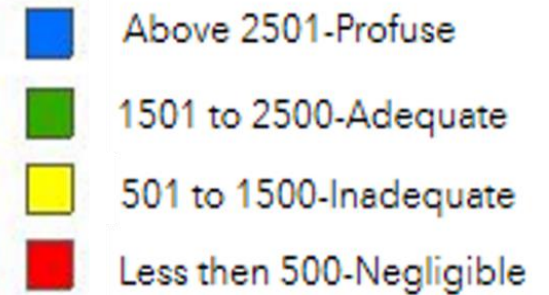 Above 2501-Profuse
1501 to 2500-Adequate
501 to 1500-Inadequate
Less then 500-Negligible